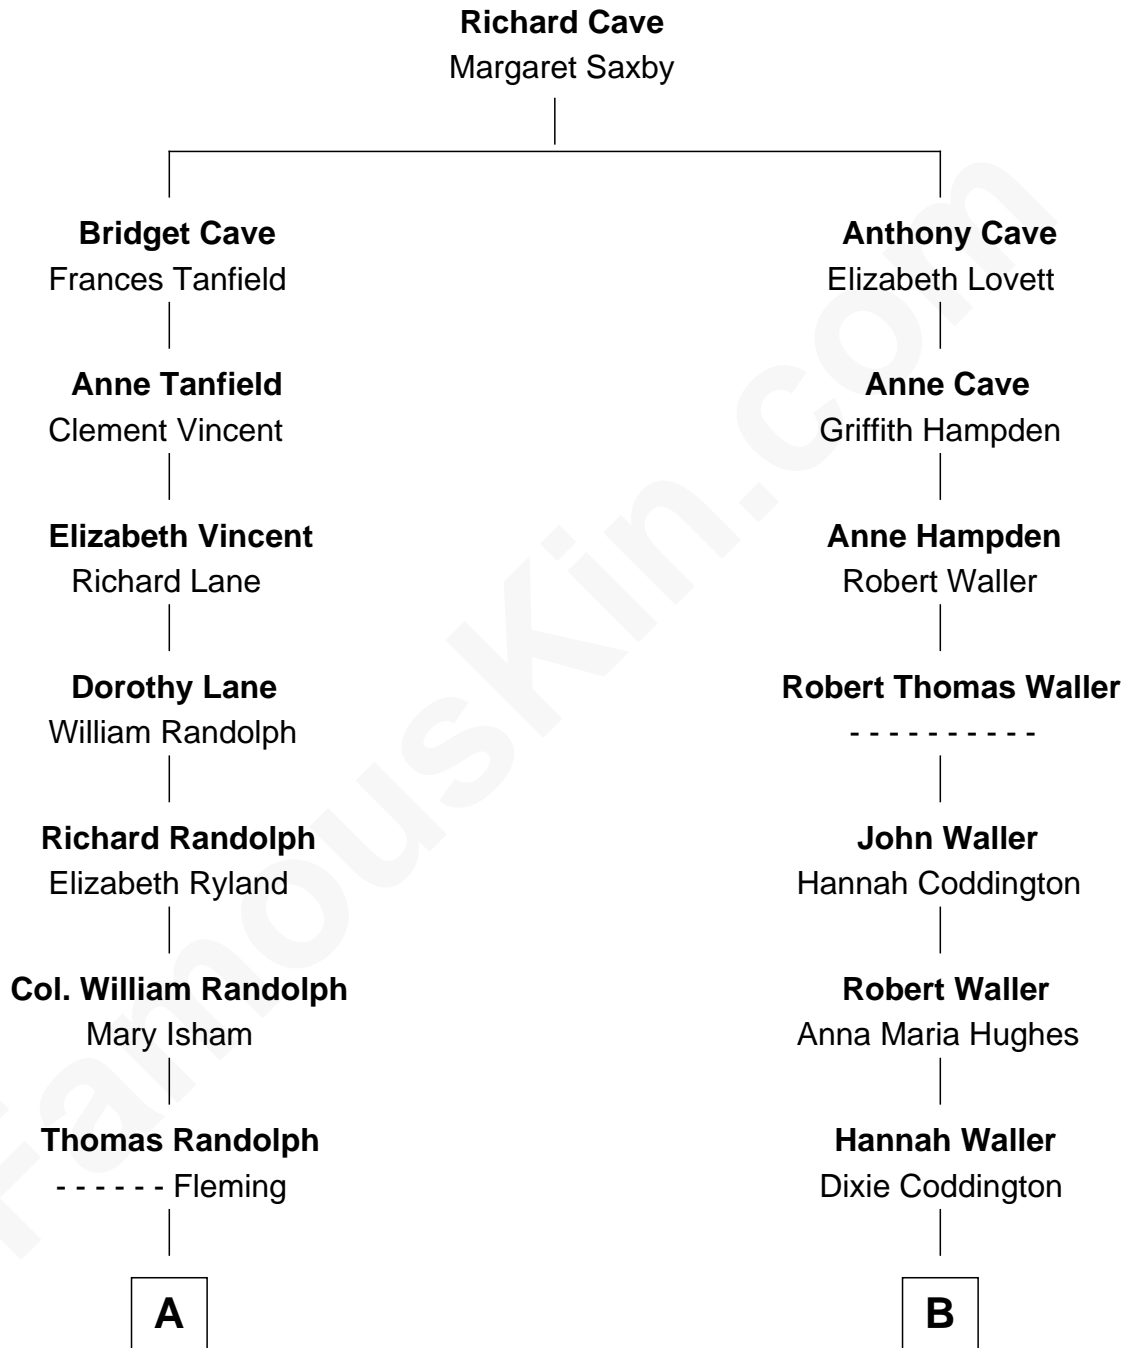 Richard Cave
Margaret Saxby
Bridget Cave
Frances Tanfield
Anthony Cave
Elizabeth Lovett
Anne Tanfield
Clement Vincent
Anne Cave
Griffith Hampden
Elizabeth Vincent
Richard Lane
Anne Hampden
Robert Waller
Dorothy Lane
William Randolph
Robert Thomas Waller
- - - - - - - - - -
Richard Randolph
Elizabeth Ryland
John Waller
Hannah Coddington
Col. William Randolph
Mary Isham
Robert Waller
Anna Maria Hughes
Thomas Randolph
- - - - - - Fleming
Hannah Waller
Dixie Coddington
A
B
FamousKin.com